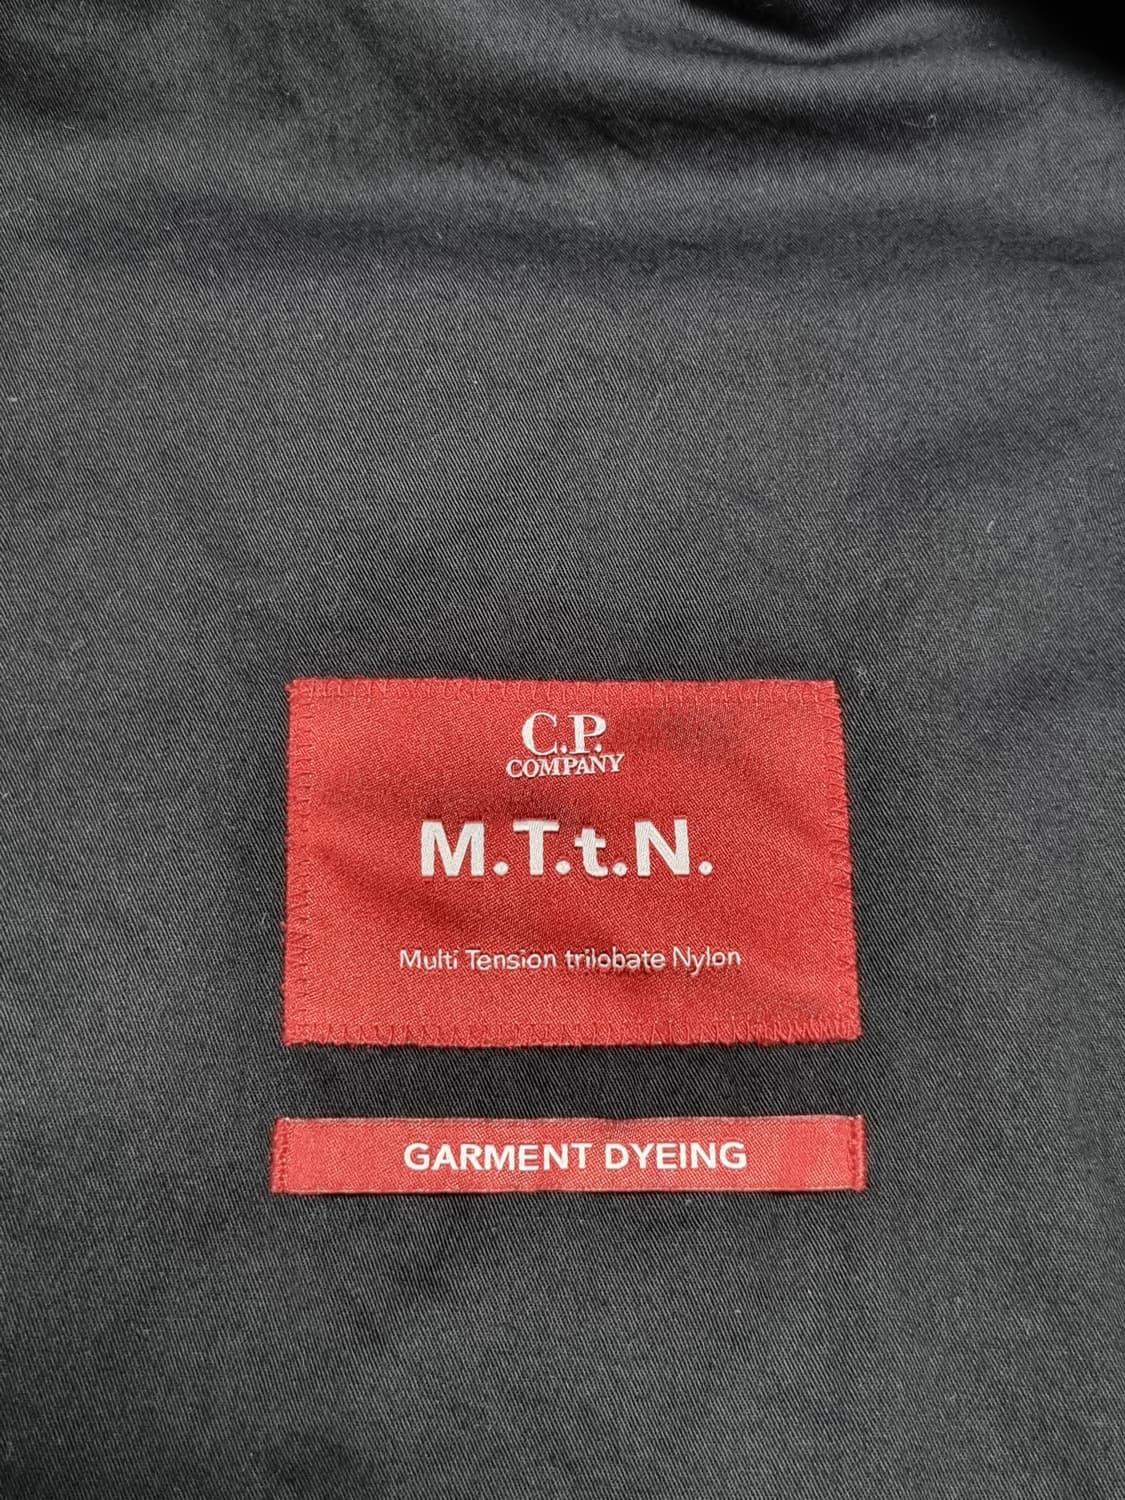 C.P.
COMPANY
M.T.t.N.
Multi Tension trilobate Nylon
GARMENT DYEING